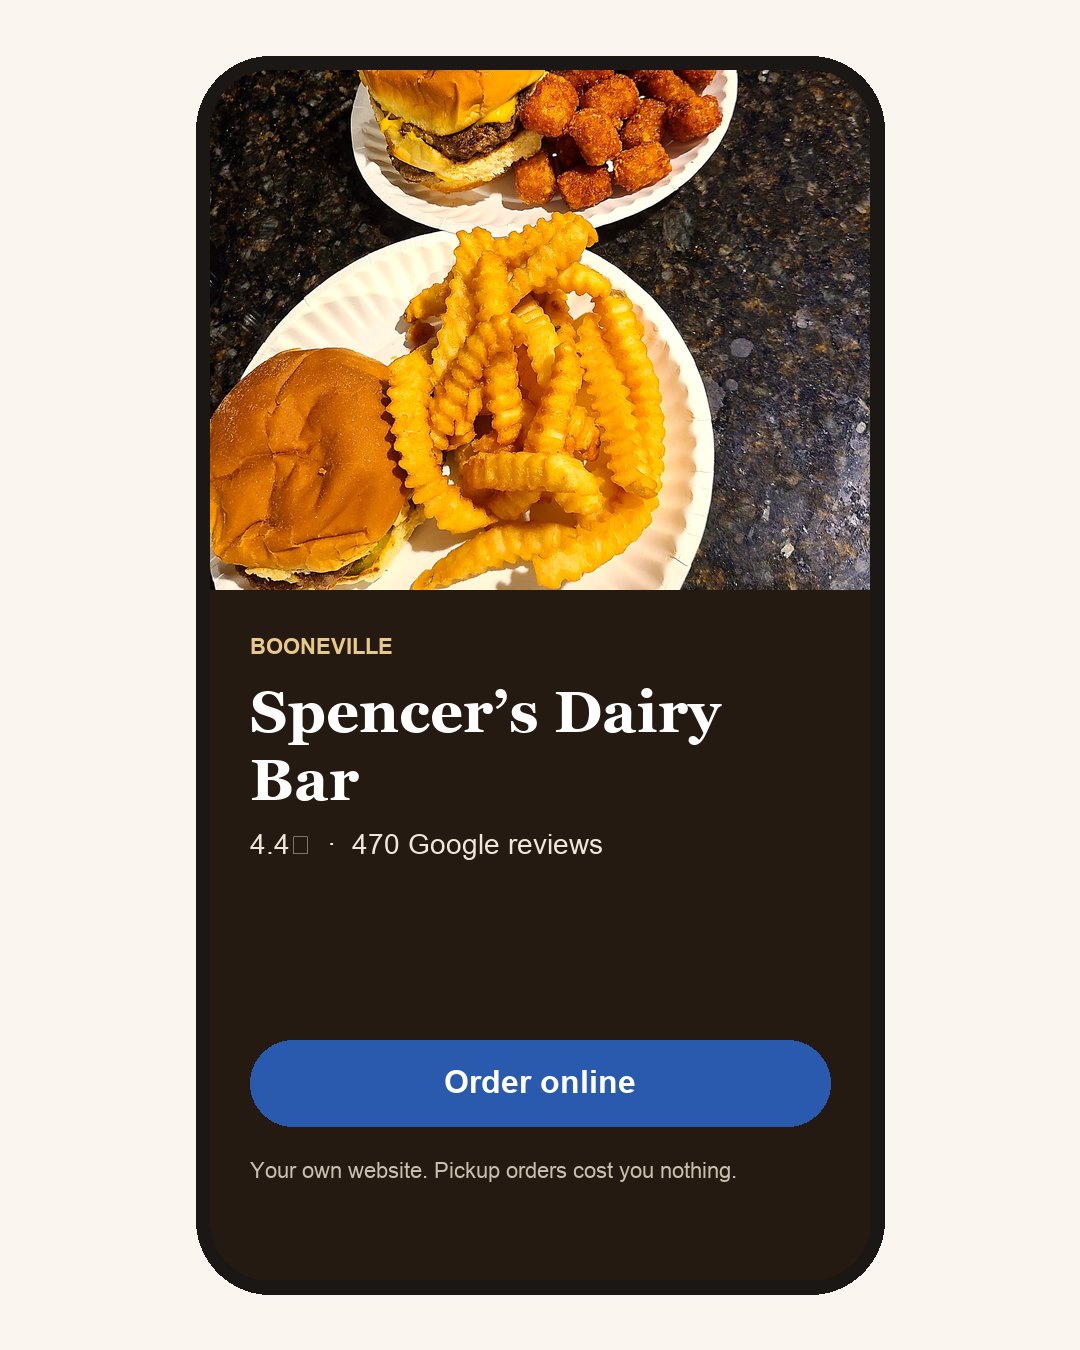 BOONEVILLE
Spencer’s Dairy
Bar
4.4□ · 470 Google reviews
Order online
Your own website. Pickup orders cost you nothing.